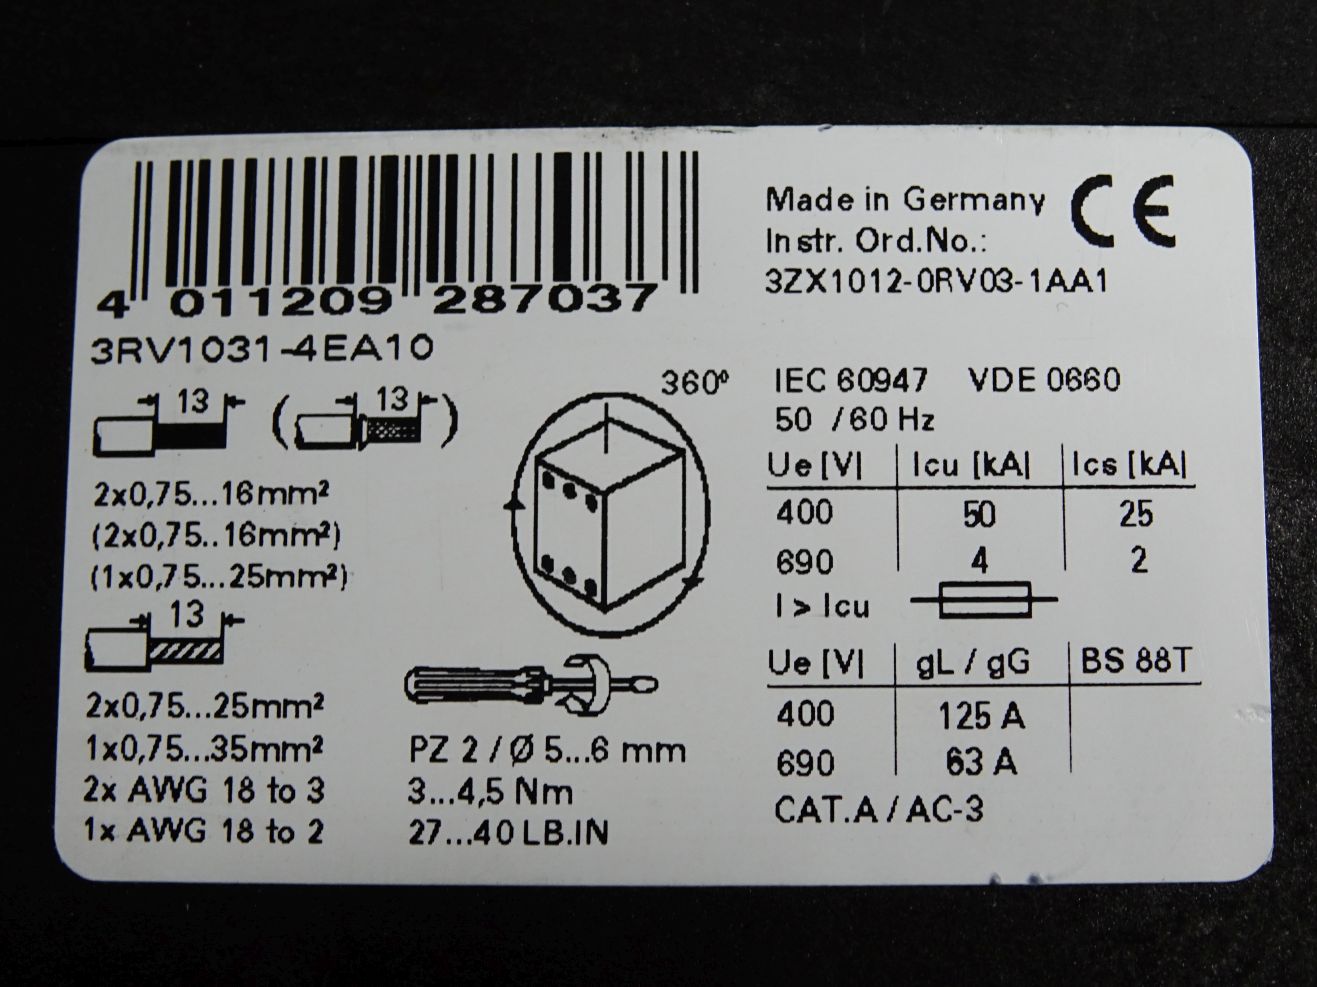 4 011209 287037
3RV1031-4EA10
13 (13)
2x0,75...16mm²
(2x0,75..16mm²)
(1x0,75...25mm²)
13
2x0,75...25mm²
1x0,75...35mm²
2x AWG 18 to 3
1x AWG 18 to 2
360°
PZ 2 / Ø 5...6 mm
3...4,5 Nm
27...40 LB.IN
Made in Germany CE
Instr. Ord.No.:
3ZX1012-0RV03-1AA1
IEC 60947 VDE 0660
50 /60 Hz
Ue [V] Icu [kA] Ics [kA]
400 50 25
690 4 2
I > Icu
Ue [V] gL / gG BS 88T
400 125 A
690 63 A
CAT.A / AC-3